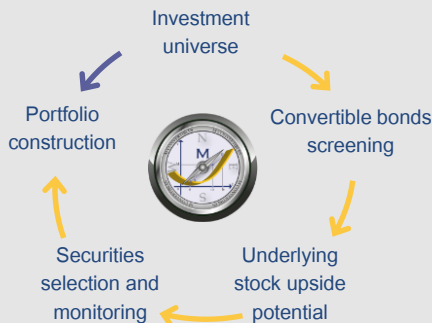 Investment
universe
Convertible bonds
screening
Underlying
stock upside
potential
Securities
selection and
monitoring
Portfolio
construction
N
M
E
S